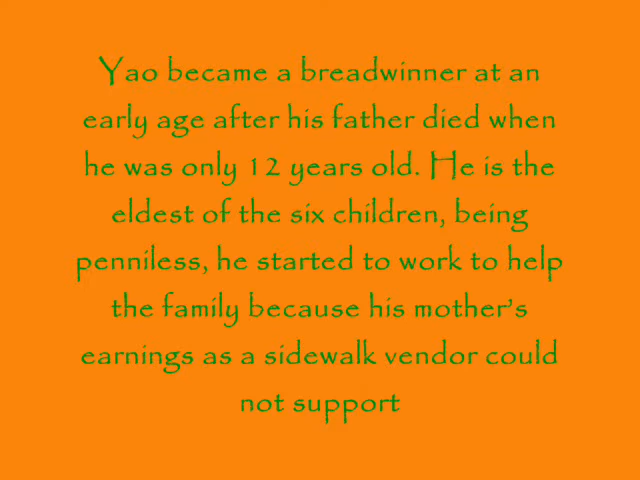 Yao became a breadwinner at an
early age after his father died when
he was only 12 years old. He is the
eldest of the six children, being
penniless, he started to work to help
the family because his mother's
earnings as a sidewalk vendor could
not support